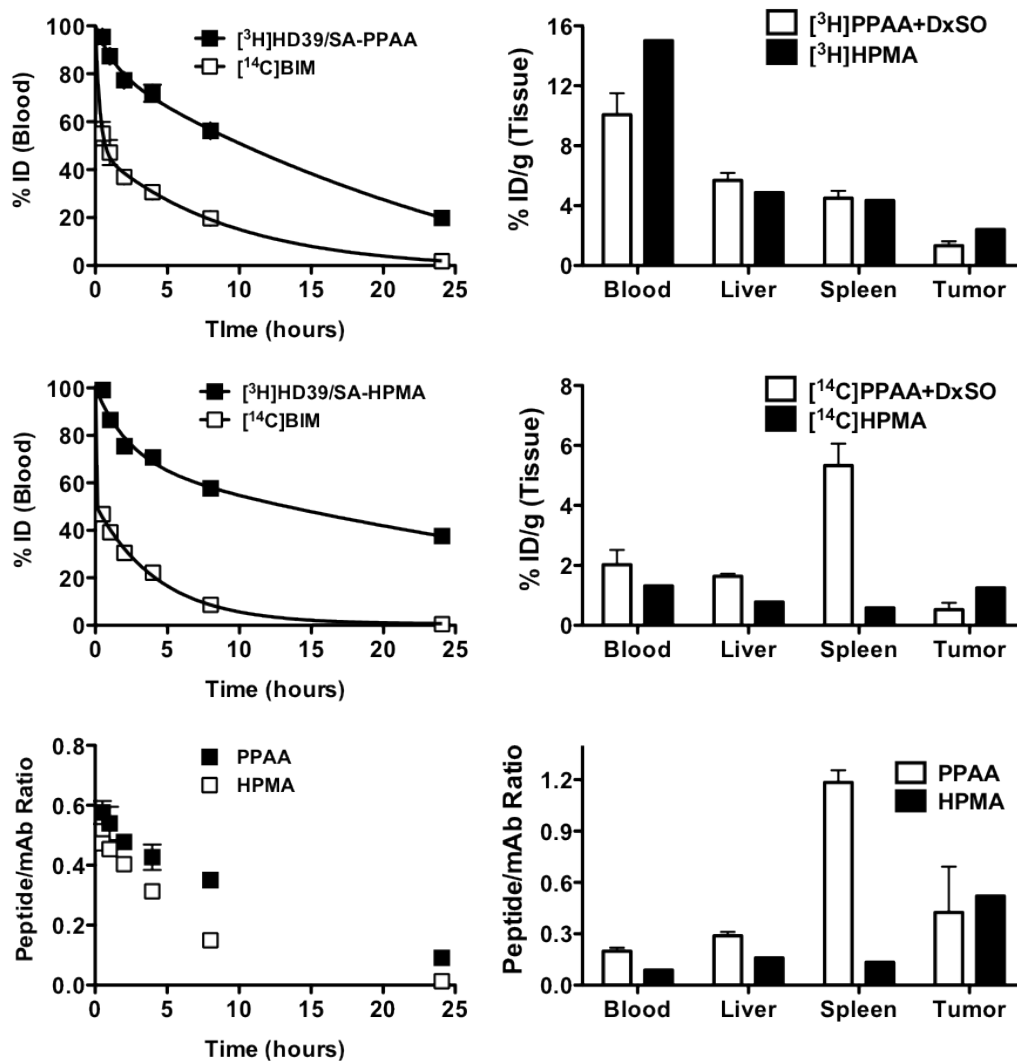 [³H]HD39/SA-PPAA
[¹⁴C]BIM
% ID (Blood)
100
80
60
40
20
0
0 5 10 15 20 25
TIme (hours)
[³H]PPAA+DxSO
[³H]HPMA
% ID/g (Tissue)
16
12
8
4
0
Blood Liver Spleen Tumor
[³H]HD39/SA-HPMA
[¹⁴C]BIM
% ID (Blood)
100
80
60
40
20
0
0 5 10 15 20 25
Time (hours)
[¹⁴C]PPAA+DxSO
[¹⁴C]HPMA
% ID/g (Tissue)
8
6
4
2
0
Blood Liver Spleen Tumor
PPAA
HPMA
Peptide/mAb Ratio
0.8
0.6
0.4
0.2
0.0
0 5 10 15 20 25
Time (hours)
PPAA
HPMA
Peptide/mAb Ratio
1.2
0.9
0.6
0.3
0.0
Blood Liver Spleen Tumor